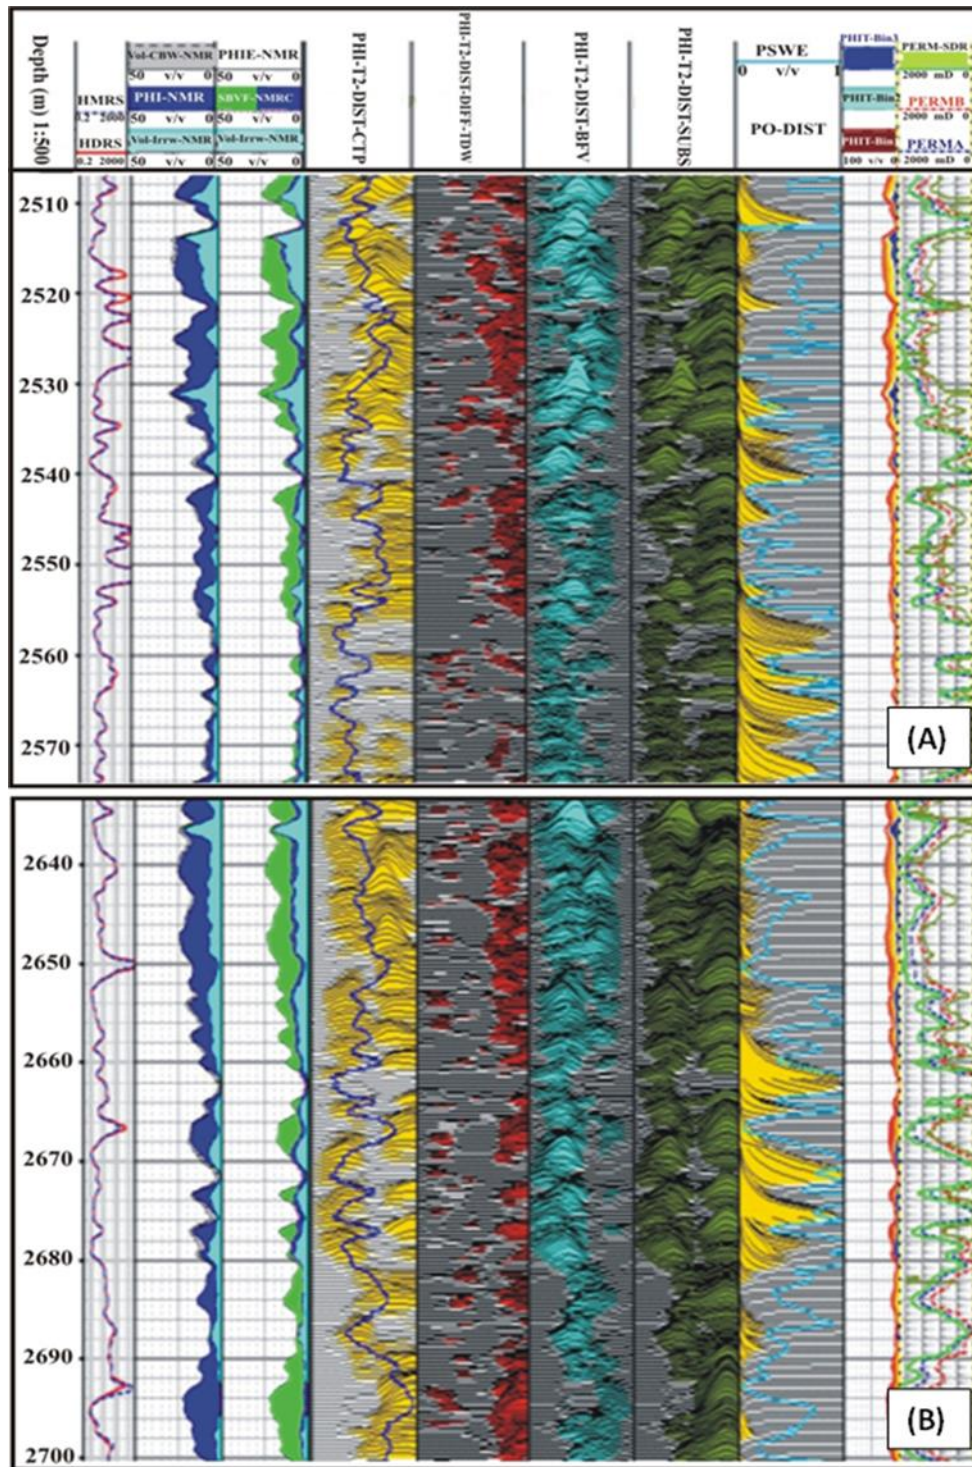 Depth (m) 1:500
HMRS
0.2 2000
HDRS
0.2 2000
Vol-CBW-NMR
50 v/v 0
PHI-NMR
50 v/v 0
Vol-Irrw-NMR
50 v/v 0
PHIE-NMR
50 v/v 0
SBVF-NMRC
50 v/v 0
Vol-Irrw-NMR
50 v/v 0
PHI-T2-DIST-CTP
PHI-T2-DIST-DIFF-TDW
PHI-T2-DIST-BFV
PHI-T2-DIST-SUBS
PSWE
0 v/v 1
PO-DIST
PHIT-Bin3
PHIT-Bin
PHIT-Bin
100 v/v 0
PERM-SDR
2000 mD 0
PERMB
2000 mD 0
PERMA
2000 mD 0
2510
2520
2530
2540
2550
2560
2570
(A)
2640
2650
2660
2670
2680
2690
2700
(B)